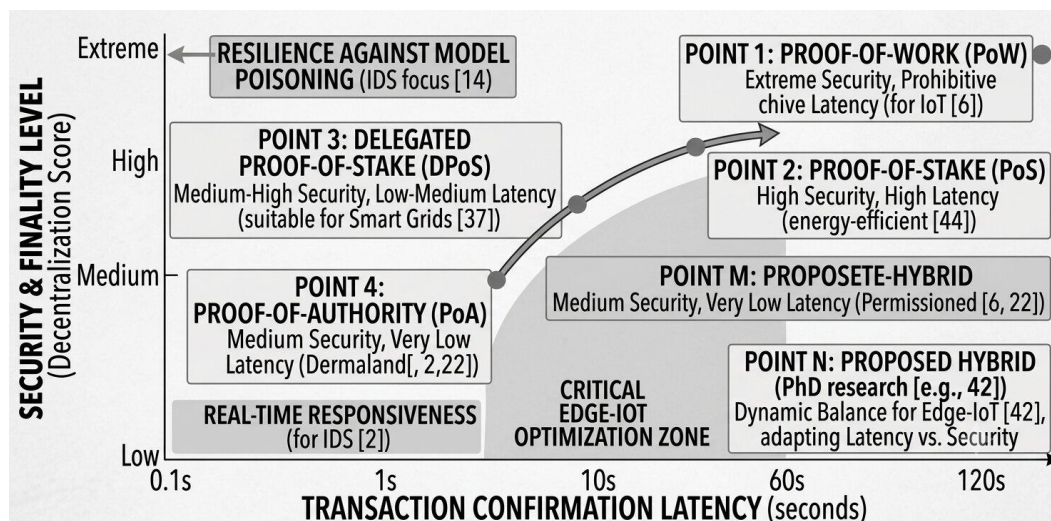 Extreme
RESILIENCE AGAINST MODEL
POISONING (IDS focus [14)
POINT 1: PROOF-OF-WORK (PoW)
Extreme Security, Prohibitive
chive Latency (for IoT [6])
SECURITY & FINALITY LEVEL
(Decentralization Score)
High
POINT 3: DELEGATED
PROOF-OF-STAKE (DPoS)
Medium-High Security, Low-Medium Latency
(suitable for Smart Grids [37])
POINT 2: PROOF-OF-STAKE (PoS)
High Security, High Latency
(energy-efficient [44])
Medium
POINT 4:
PROOF-OF-AUTHORITY (PoA)
Medium Security, Very Low
Latency (Dermaland[, 2,22])
POINT M: PROPOSETE-HYBRID
Medium Security, Very Low Latency (Permissioned [6, 22])
REAL-TIME RESPONSIVENESS
(for IDS [2])
CRITICAL
EDGE-IOT
OPTIMIZATION ZONE
POINT N: PROPOSED HYBRID
(PhD research [e.g., 42])
Dynamic Balance for Edge-IoT [42],
adapting Latency vs. Security
Low
0.1s 1s 10s 60s 120s
TRANSACTION CONFIRMATION LATENCY (seconds)